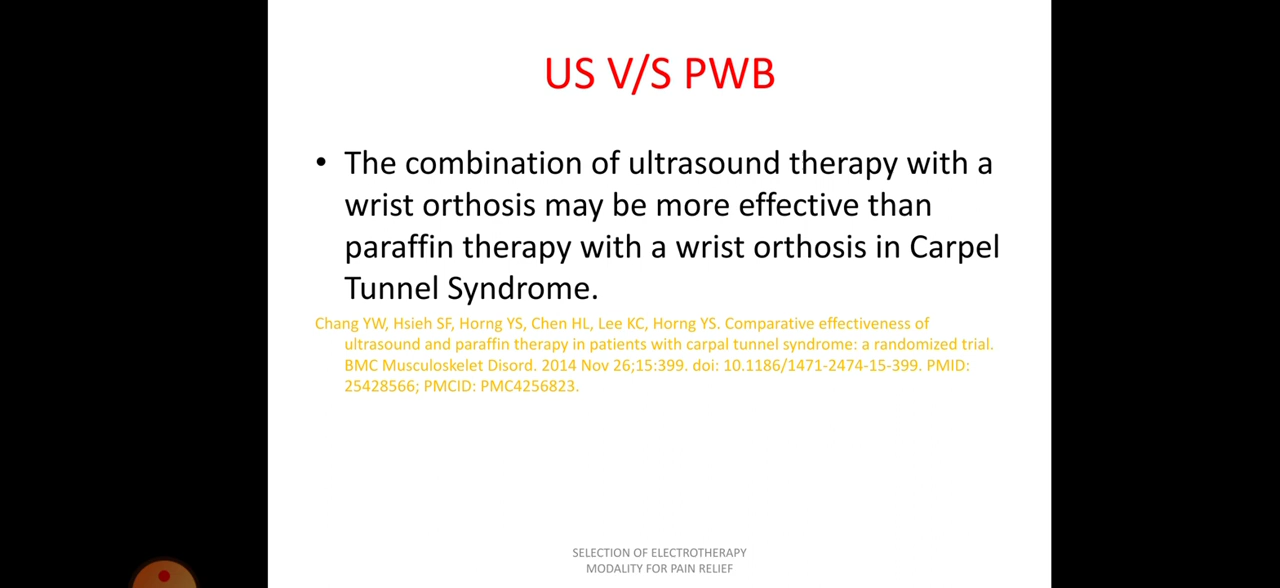 US V/S PWB
• The combination of ultrasound therapy with a
wrist orthosis may be more effective than
paraffin therapy with a wrist orthosis in Carpel
Tunnel Syndrome.
Chang YW, Hsieh SF, Horng YS, Chen HL, Lee KC, Horng YS. Comparative effectiveness of
ultrasound and paraffin therapy in patients with carpal tunnel syndrome: a randomized trial.
BMC Musculoskelet Disord. 2014 Nov 26;15:399. doi: 10.1186/1471-2474-15-399. PMID:
25428566; PMCID: PMC4256823.
SELECTION OF ELECTROTHERAPY
MODALITY FOR PAIN RELIEF